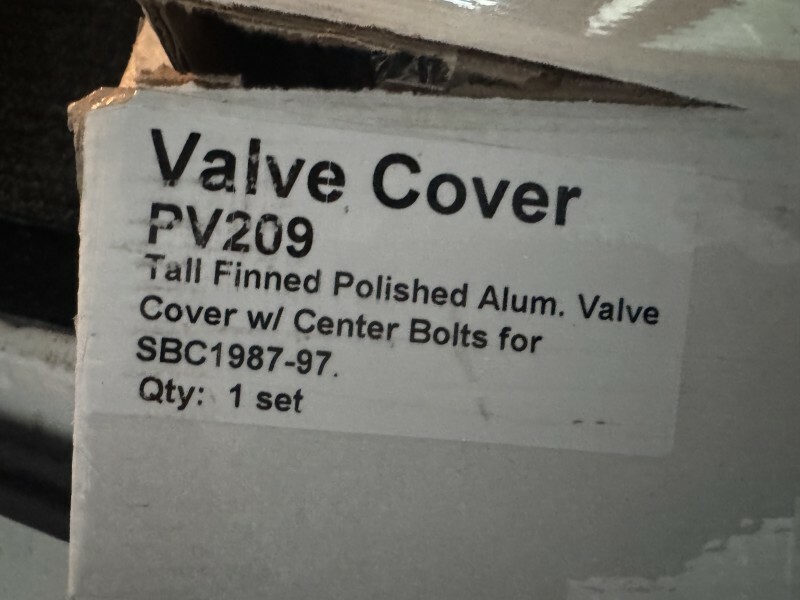 Valve Cover
PV209
Tall Finned Polished Alum. Valve
Cover w/ Center Bolts for
SBC1987-97.
Qty: 1 set